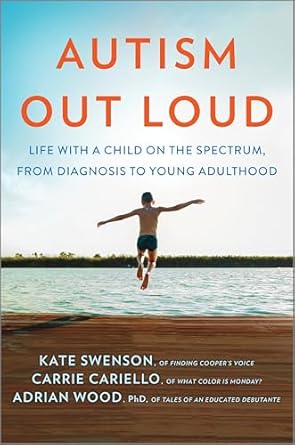 AUTISM
OUT LOUD
LIFE WITH A CHILD ON THE SPECTRUM,
FROM DIAGNOSIS TO YOUNG ADULTHOOD
KATE SWENSON, OF FINDING COOPER'S VOICE
CARRIE CARIELLO, OF WHAT COLOR IS MONDAY?
ADRIAN WOOD, PhD, OF TALES OF AN EDUCATED DEBUTANTE